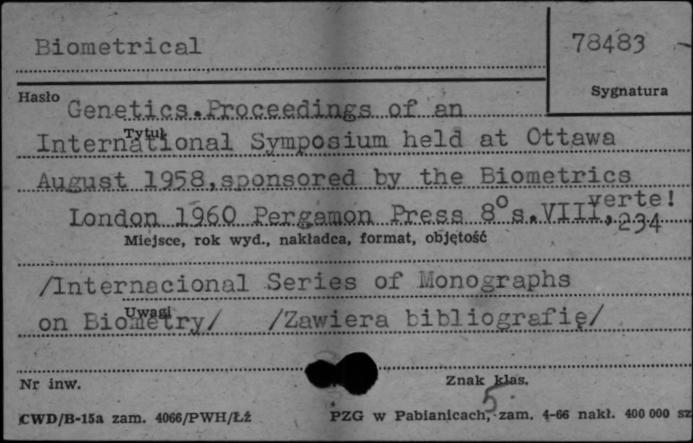 Biometrical
78483
Sygnatura
Hasło
Genetics.Proceedings of an
Tytuł
International Symposium held at Ottawa
August 1958,sponsored by the Biometrics
verte!
London 1960 Pergamon Press 8° s.VIII,234
Miejsce, rok wyd., nakładca, format, objętość
/Internacional Series of Monographs
Uwagi
on Biometry/ /Zawiera bibliografię/
Nr inw.
Znak klas.
5
CWD/B-15a zam. 4066/PWH/Łż
PZG w Pabianicach, zam. 4-66 nakł. 400 000 sz